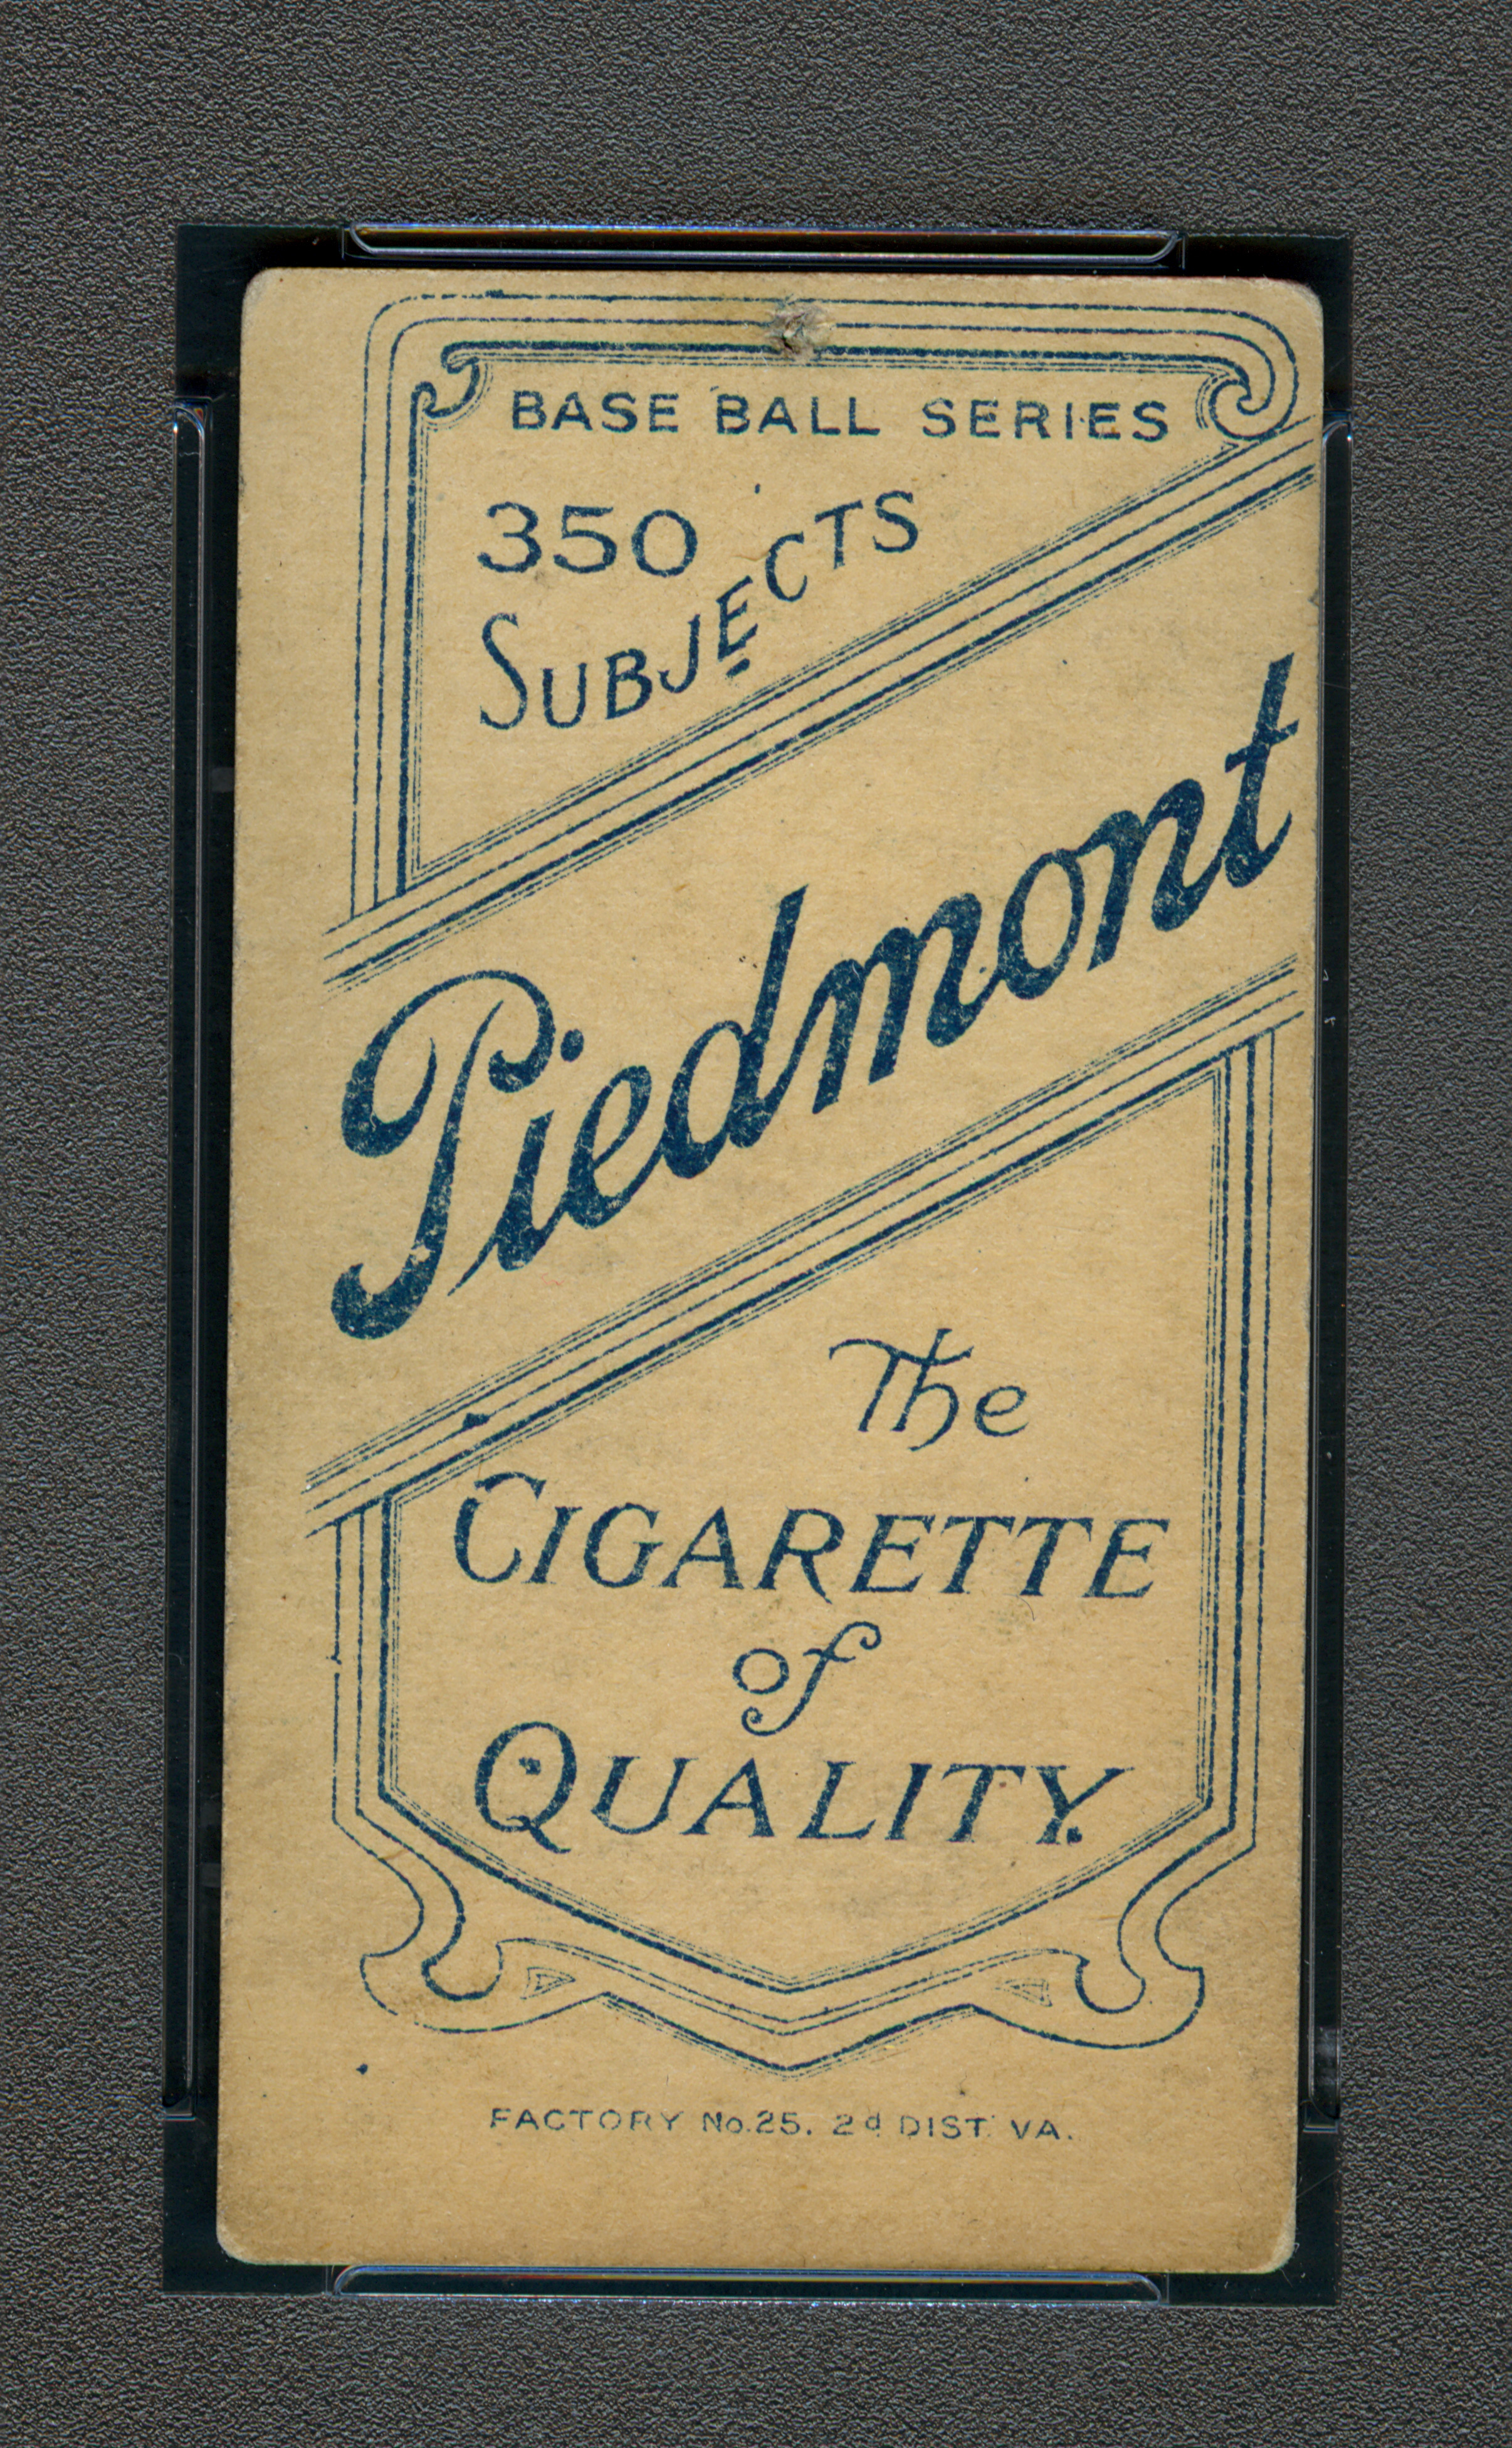 BASE BALL SERIES
350
SUBJECTS
Piedmont
The
CIGARETTE
of
QUALITY.
FACTORY No.25. 2d DIST. VA.